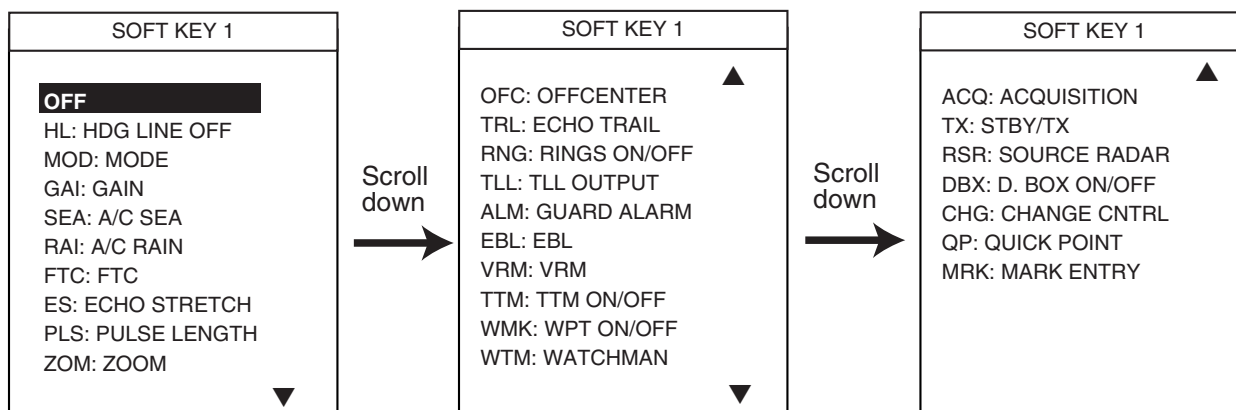 SOFT KEY 1
OFF
HL: HDG LINE OFF
MOD: MODE
GAI: GAIN
SEA: A/C SEA
RAI: A/C RAIN
FTC: FTC
ES: ECHO STRETCH
PLS: PULSE LENGTH
ZOM: ZOOM
Scroll
down
SOFT KEY 1
OFC: OFFCENTER
TRL: ECHO TRAIL
RNG: RINGS ON/OFF
TLL: TLL OUTPUT
ALM: GUARD ALARM
EBL: EBL
VRM: VRM
TTM: TTM ON/OFF
WMK: WPT ON/OFF
WTM: WATCHMAN
Scroll
down
SOFT KEY 1
ACQ: ACQUISITION
TX: STBY/TX
RSR: SOURCE RADAR
DBX: D. BOX ON/OFF
CHG: CHANGE CNTRL
QP: QUICK POINT
MRK: MARK ENTRY